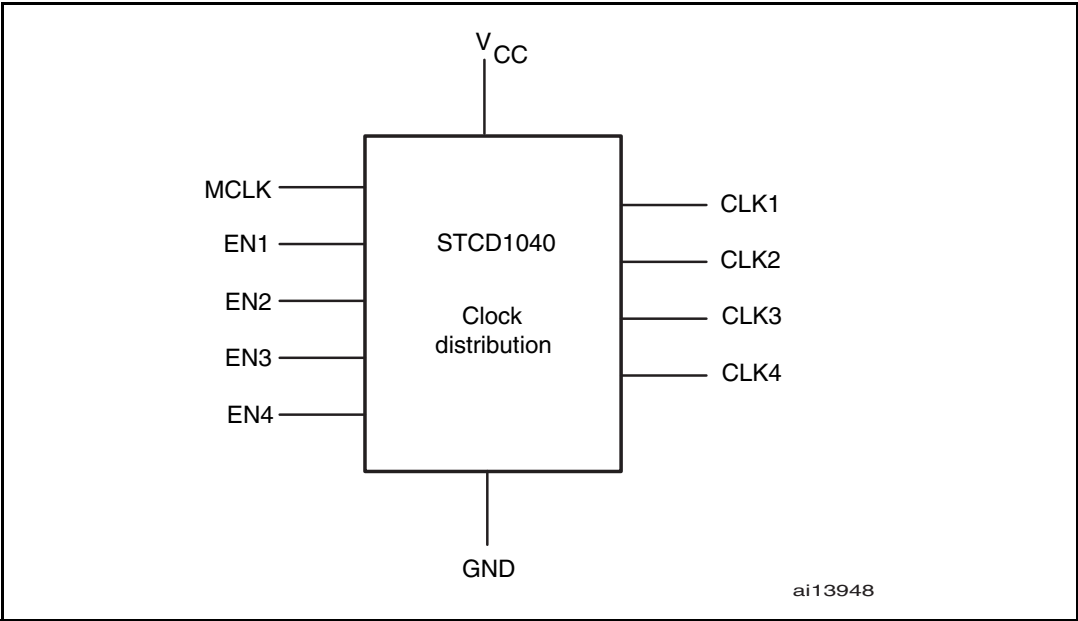 VCC
MCLK
EN1
EN2
EN3
EN4
STCD1040
Clock
distribution
CLK1
CLK2
CLK3
CLK4
GND
ai13948